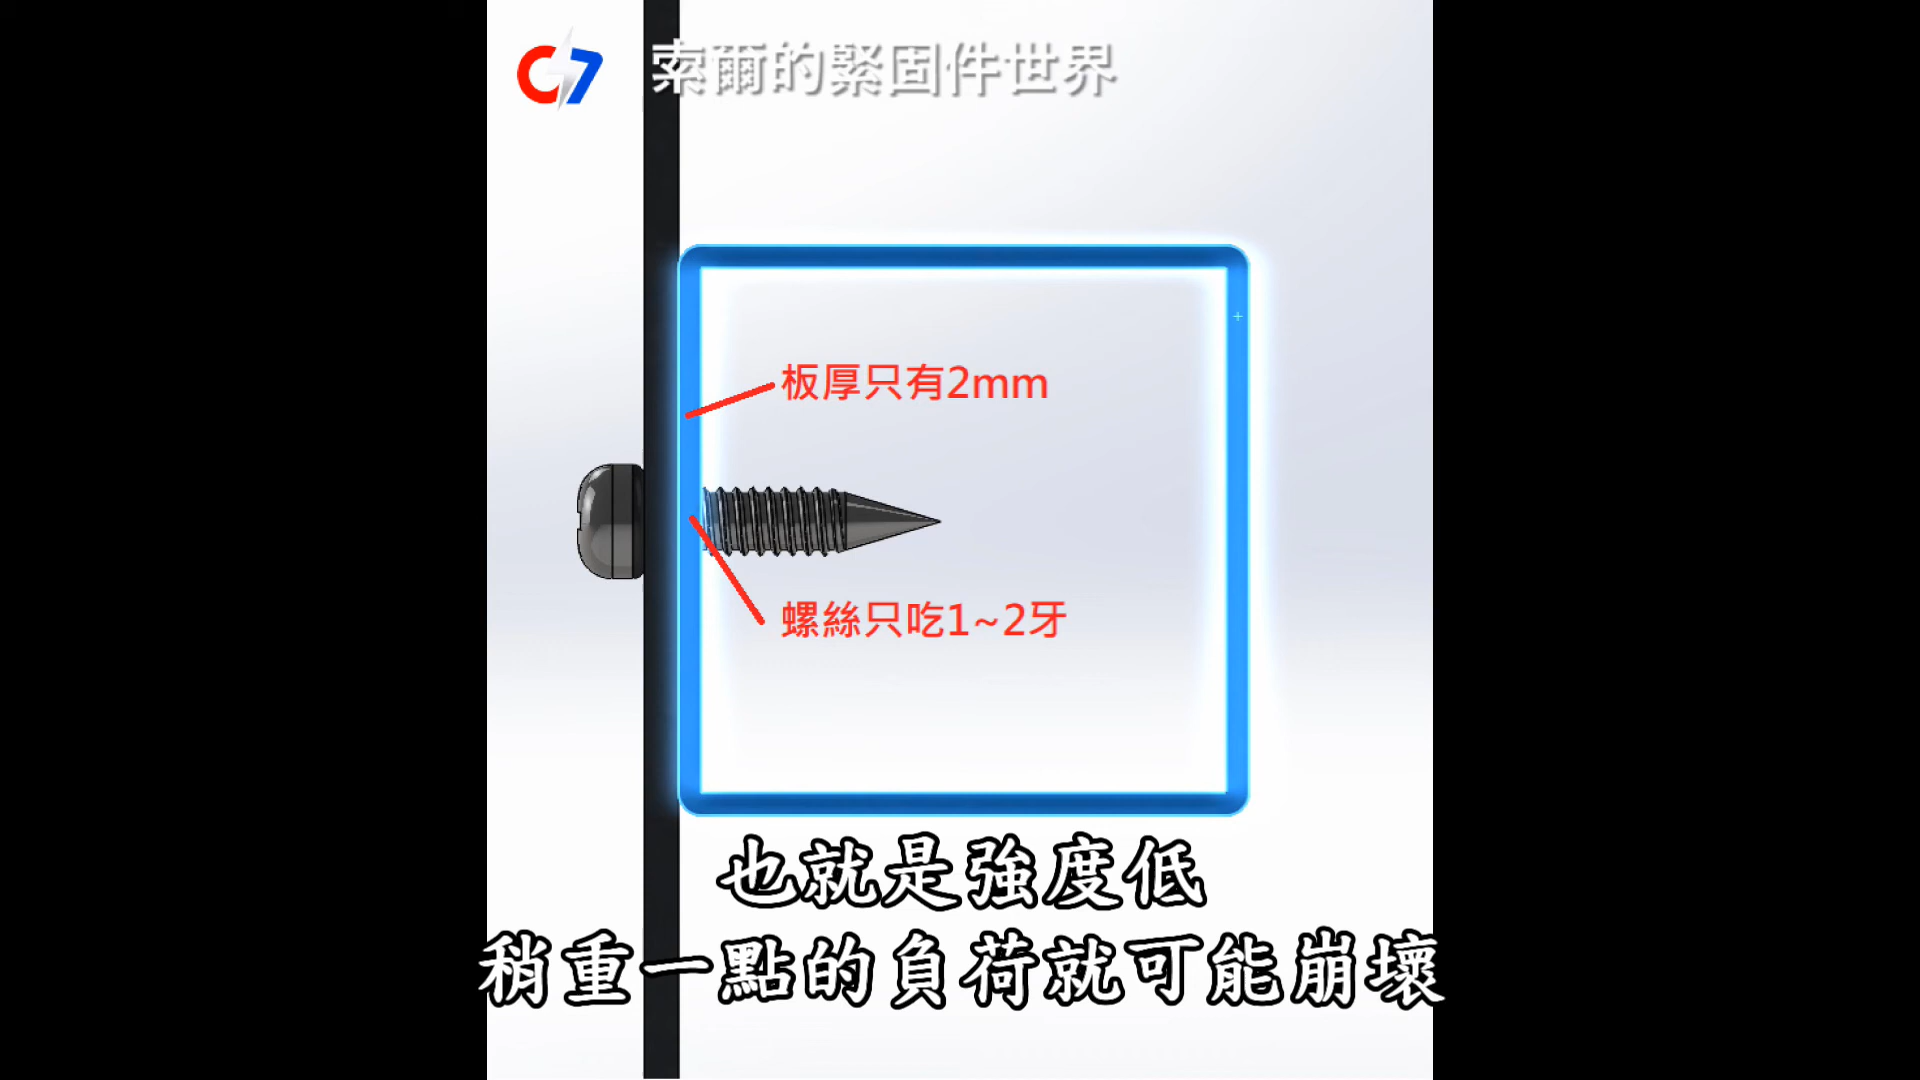 C7 索爾的緊固件世界
板厚只有2mm
螺絲只吃1~2牙
也就是強度低
稍重一點的負荷就可能崩壞